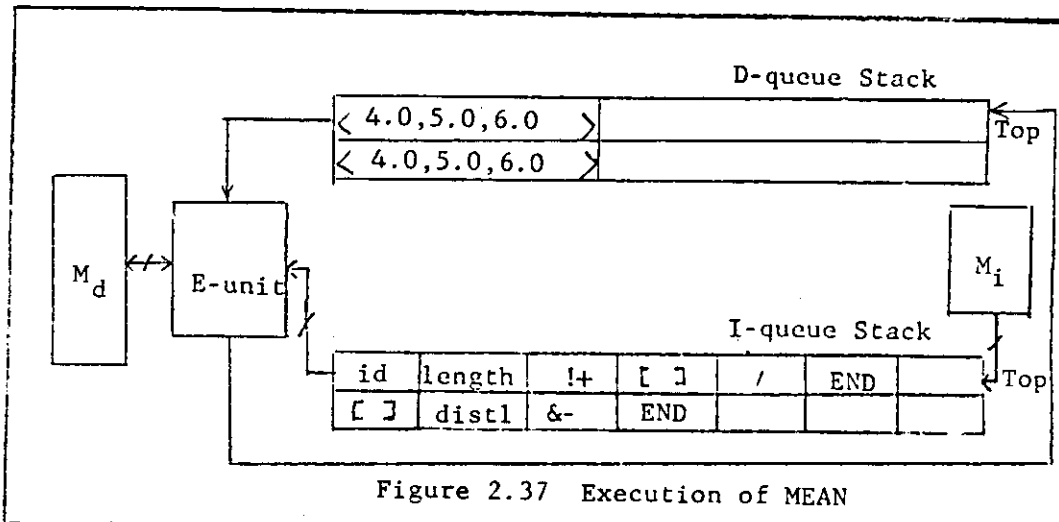 D-queue Stack
< 4.0,5.0,6.0 >
Top
< 4.0,5.0,6.0 >
M_d
E-unit
M_i
I-queue Stack
id length !+ [ ] / END
Top
[ ] distl &- END
Figure 2.37 Execution of MEAN